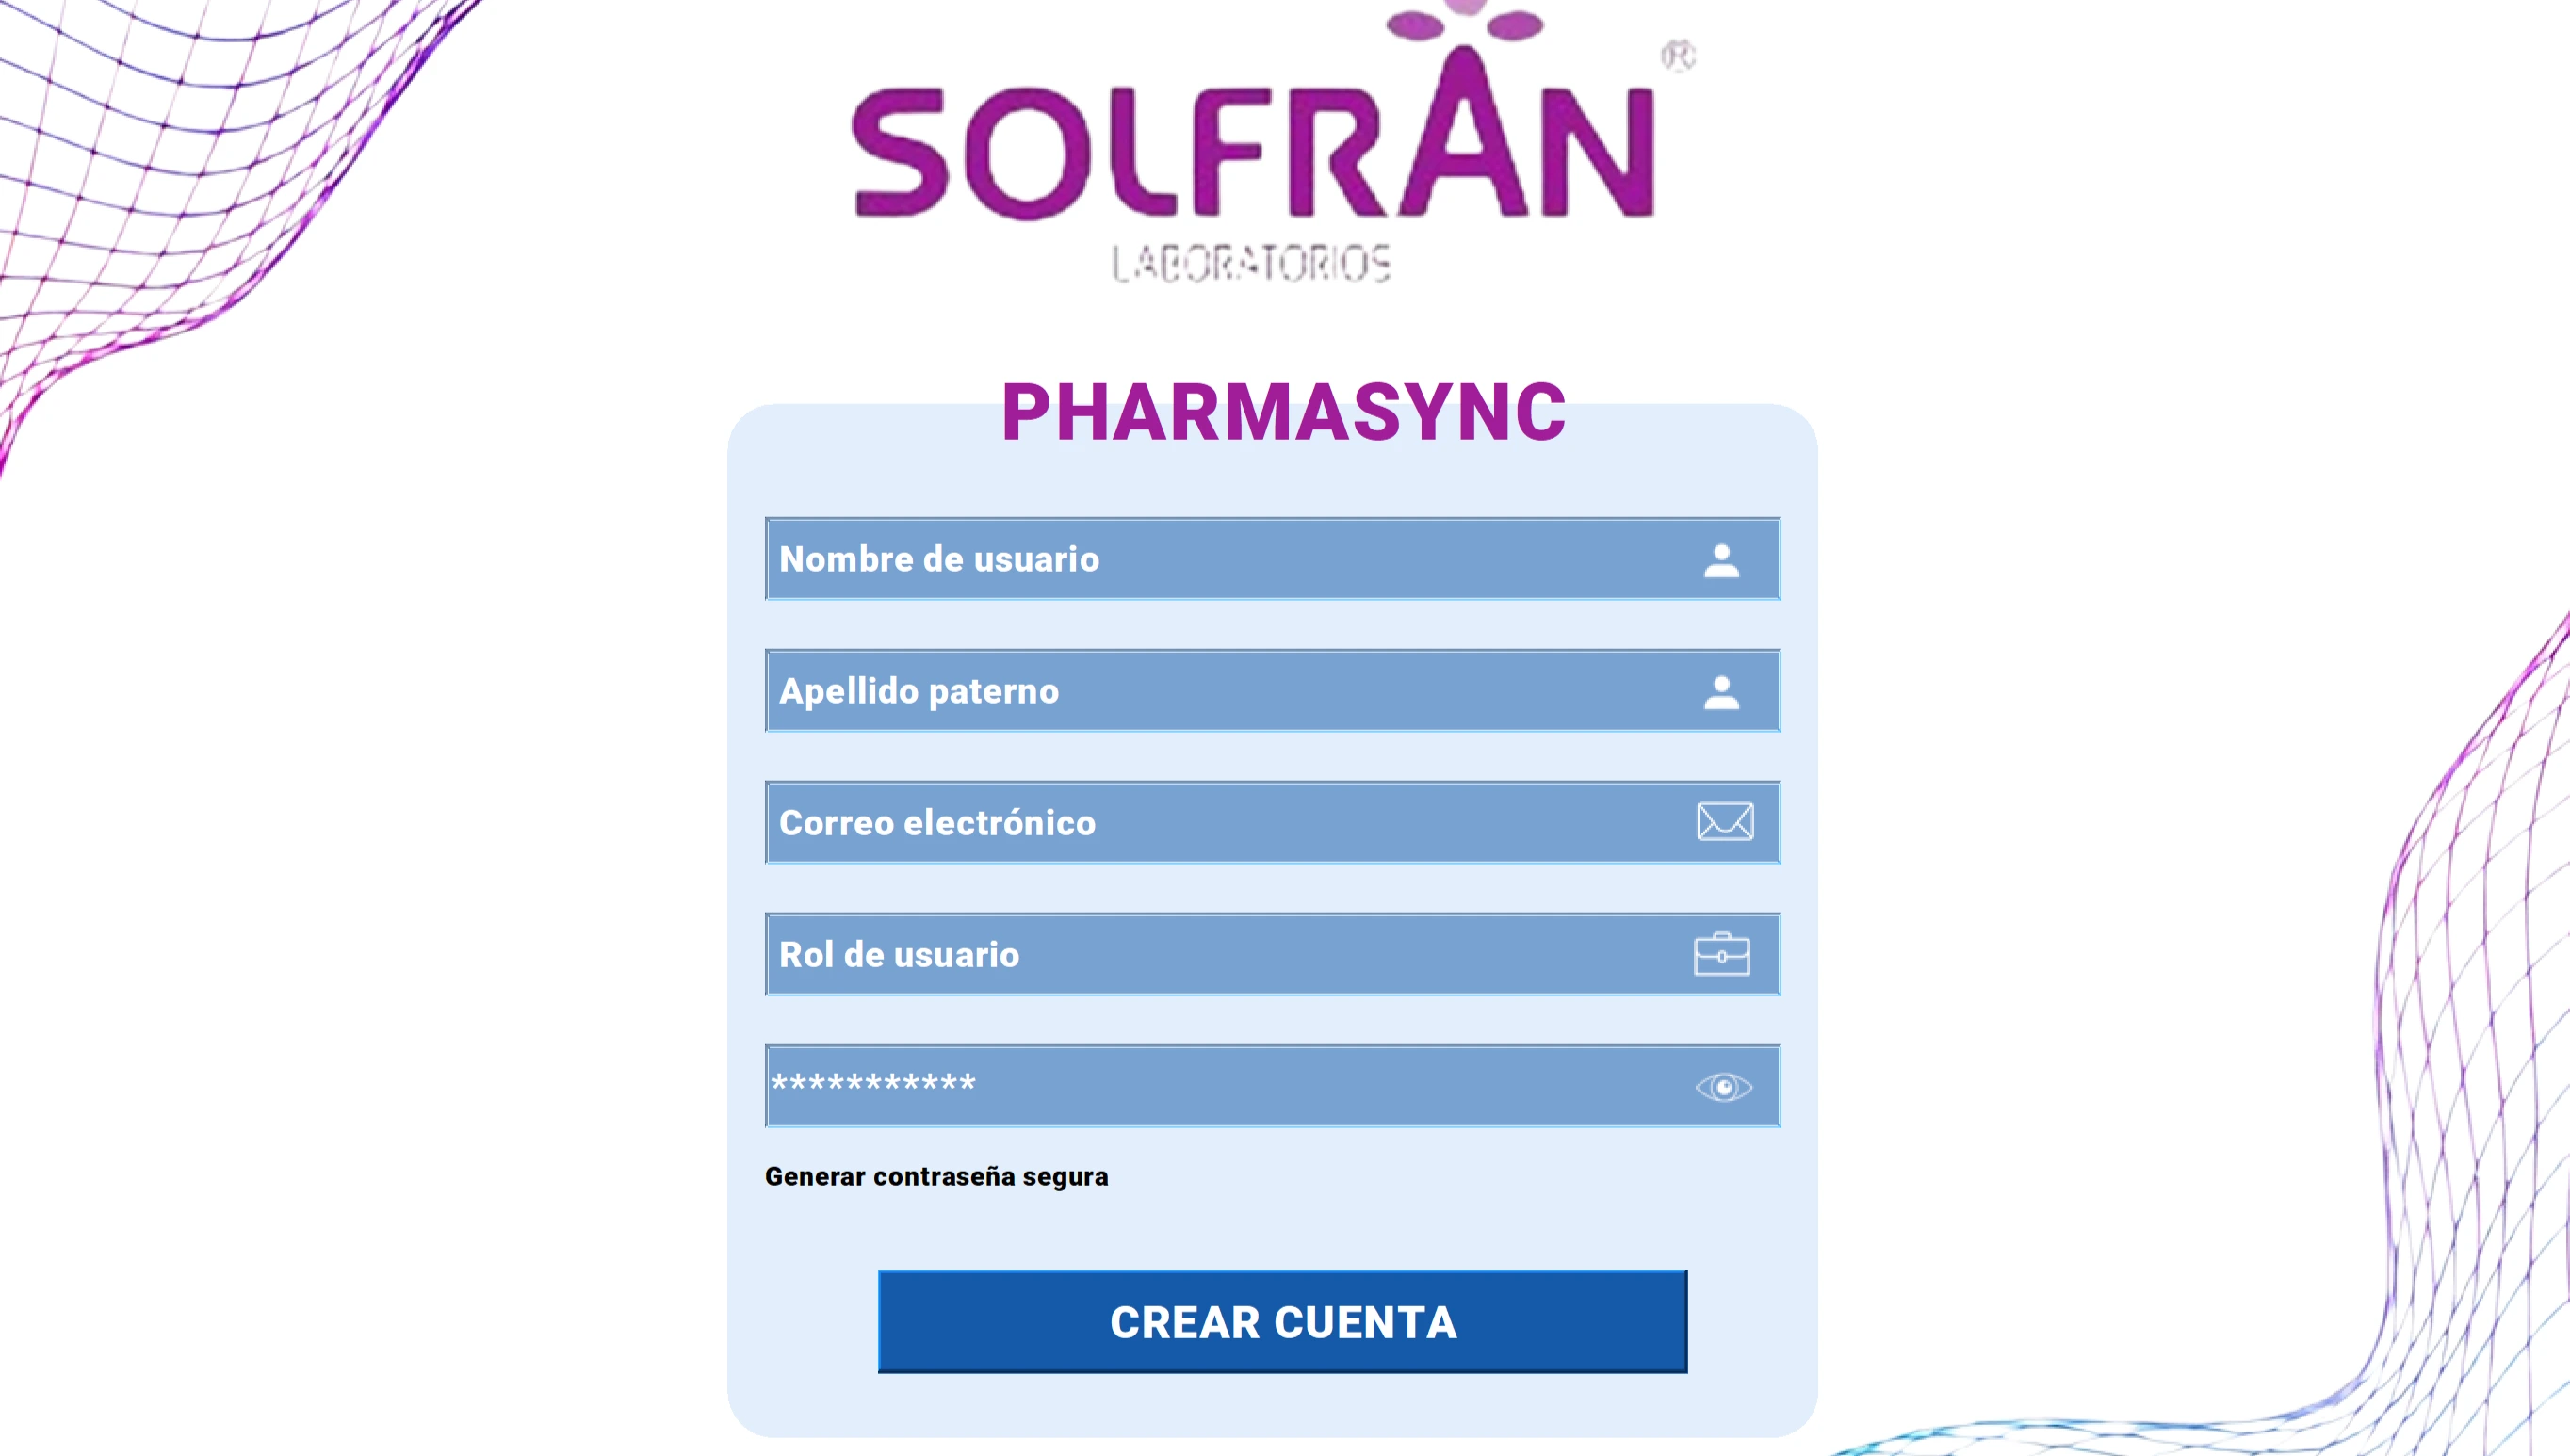 SOLFRAN ®
LABORATORIOS
PHARMASYNC
Nombre de usuario
Apellido paterno
Correo electrónico
Rol de usuario
***********
Generar contraseña segura
CREAR CUENTA